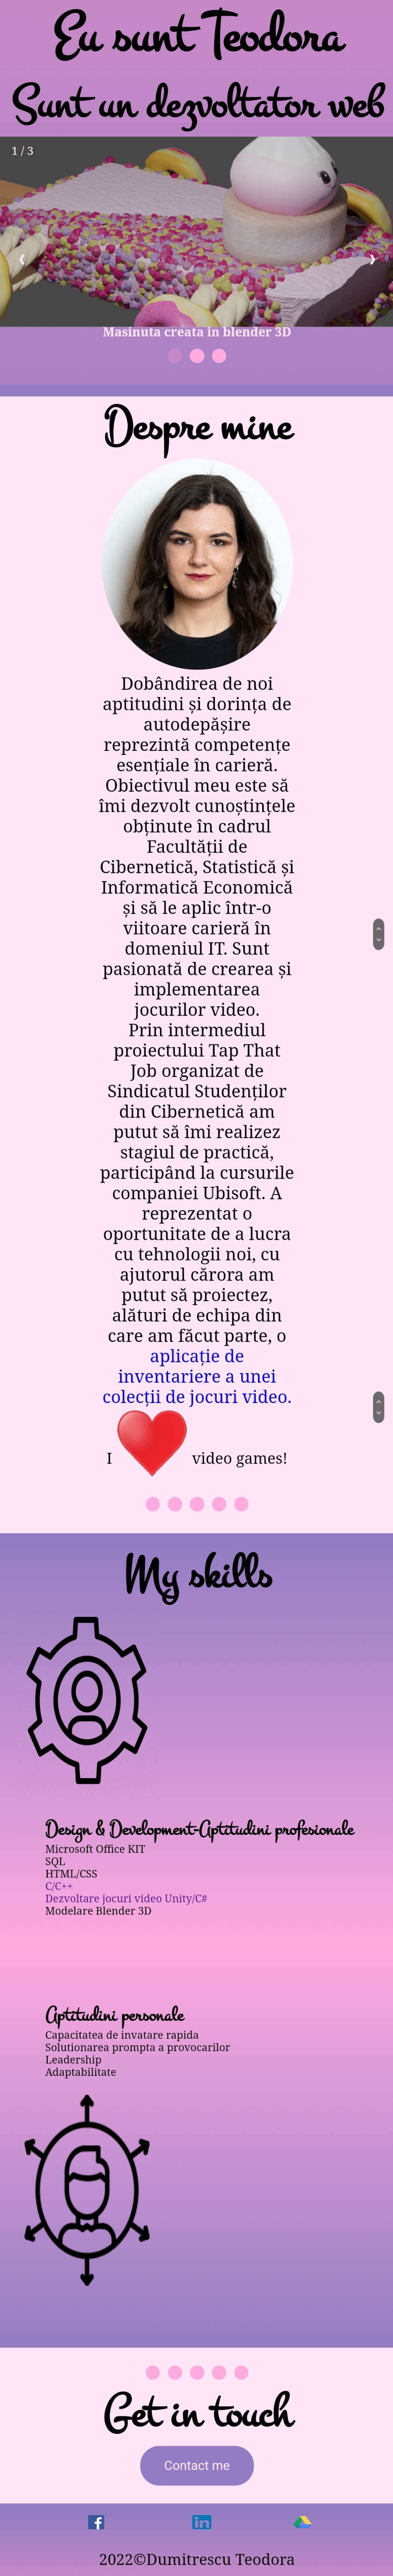 Eu sunt Teodora
Sunt un dezvoltator web
1 / 3
❮ ❯
Masinuta creata in blender 3D
Despre mine
Dobândirea de noi
aptitudini și dorința de
autodepășire
reprezintă competențe
esențiale în carieră.
Obiectivul meu este să
îmi dezvolt cunoștințele
obținute în cadrul
Facultății de
Cibernetică, Statistică și
Informatică Economică
și să le aplic într-o
viitoare carieră în
domeniul IT. Sunt
pasionată de crearea și
implementarea
jocurilor video.
Prin intermediul
proiectului Tap That
Job organizat de
Sindicatul Studenților
din Cibernetică am
putut să îmi realizez
stagiul de practică,
participând la cursurile
companiei Ubisoft. A
reprezentat o
oportunitate de a lucra
cu tehnologii noi, cu
ajutorul cărora am
putut să proiectez,
alături de echipa din
care am făcut parte, o
aplicație de
inventariere a unei
colecții de jocuri video.
I ❤ video games!
My skills
Design & Development-Aptitudini profesionale
Microsoft Office KIT
SQL
HTML/CSS
C/C++
Dezvoltare jocuri video Unity/C#
Modelare Blender 3D
Aptitudini personale
Capacitatea de invatare rapida
Solutionarea prompta a provocarilor
Leadership
Adaptabilitate
Get in touch
Contact me
2022©Dumitrescu Teodora